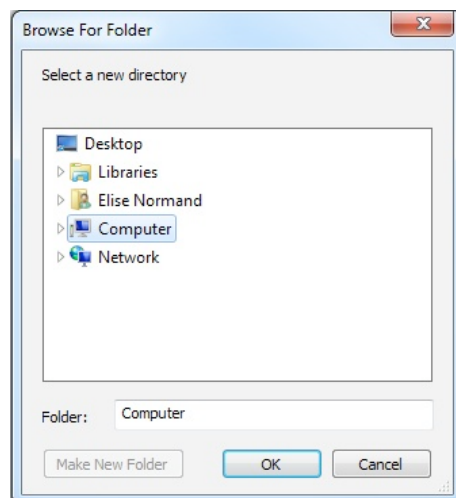 Browse For Folder
Select a new directory
Desktop
Libraries
Elise Normand
Computer
Network
Folder: Computer
Make New Folder OK Cancel